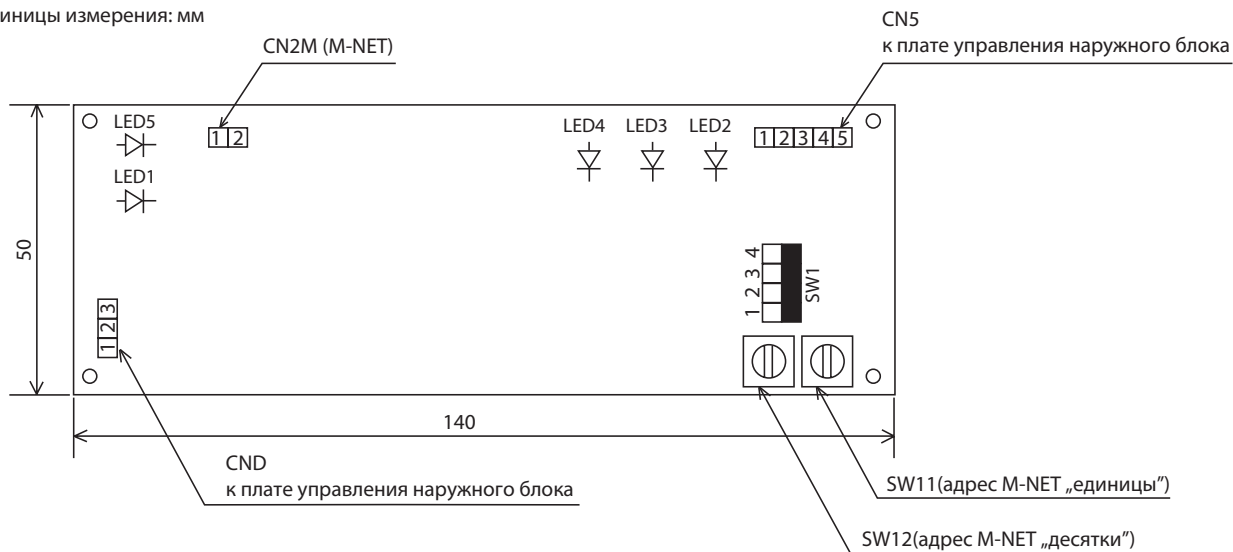 иницы измерения: мм
CN5
к плате управления наружного блока
CN2M (M-NET)
LED5
1 2
LED4 LED3 LED2
1 2 3 4 5
LED1
50
1 2 3 4
SW1
1 2 3
140
CND
к плате управления наружного блока
SW11(адрес M-NET „единицы”)
SW12(адрес M-NET „десятки”)